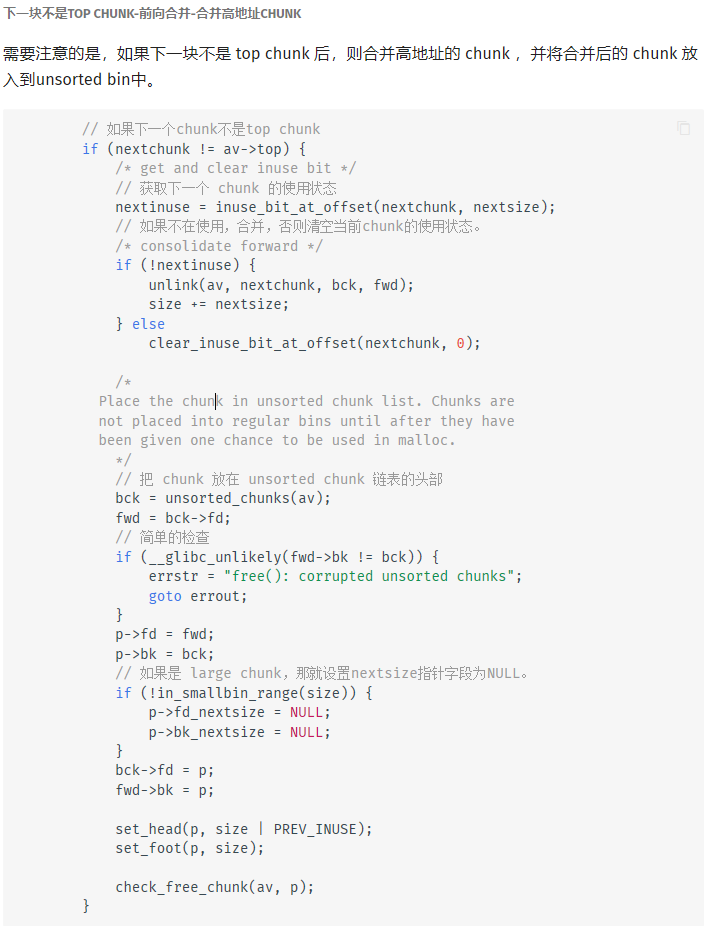 下一块不是TOP CHUNK-前向合并-合并高地址CHUNK
需要注意的是，如果下一块不是 top chunk 后，则合并高地址的 chunk ，并将合并后的 chunk 放
入到unsorted bin中。
// 如果下一个chunk不是top chunk
if (nextchunk != av->top) {
/* get and clear inuse bit */
// 获取下一个 chunk 的使用状态
nextinuse = inuse_bit_at_offset(nextchunk, nextsize);
// 如果不在使用，合并，否则清空当前chunk的使用状态。
/* consolidate forward */
if (!nextinuse) {
unlink(av, nextchunk, bck, fwd);
size += nextsize;
} else
clear_inuse_bit_at_offset(nextchunk, 0);
/*
Place the chunk in unsorted chunk list. Chunks are
not placed into regular bins until after they have
been given one chance to be used in malloc.
*/
// 把 chunk 放在 unsorted chunk 链表的头部
bck = unsorted_chunks(av);
fwd = bck->fd;
// 简单的检查
if (__glibc_unlikely(fwd->bk != bck)) {
errstr = "free(): corrupted unsorted chunks";
goto errout;
}
p->fd = fwd;
p->bk = bck;
// 如果是 large chunk，那就设置nextsize指针字段为NULL。
if (!in_smallbin_range(size)) {
p->fd_nextsize = NULL;
p->bk_nextsize = NULL;
}
bck->fd = p;
fwd->bk = p;
set_head(p, size | PREV_INUSE);
set_foot(p, size);
check_free_chunk(av, p);
}